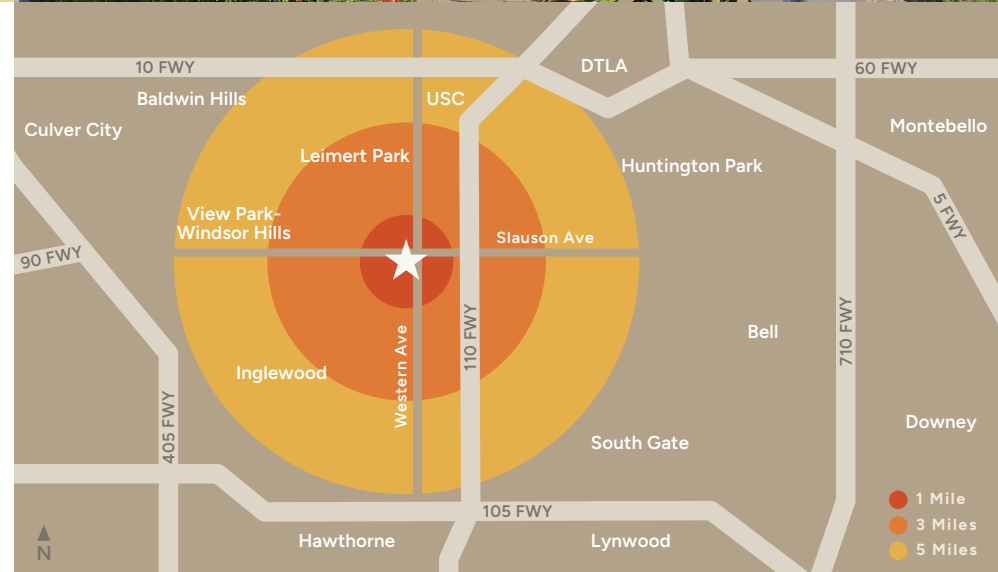 10 FWY
DTLA
60 FWY
Baldwin Hills
USC
Culver City
Montebello
Leimert Park
Huntington Park
View Park-
Windsor Hills
5 FWY
Slauson Ave
90 FWY
Western Ave
110 FWY
710 FWY
Bell
Inglewood
405 FWY
Downey
South Gate
1 Mile
3 Miles
5 Miles
105 FWY
Hawthorne
Lynwood
N